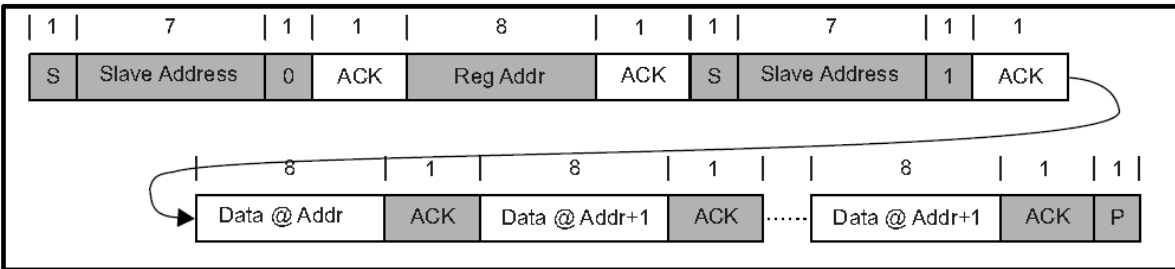 1 7 1 1 8 1 1 7 1 1
S Slave Address 0 ACK Reg Addr ACK S Slave Address 1 ACK
8 1 8 1 8 1 1
Data @ Addr ACK Data @ Addr+1 ACK ...... Data @ Addr+1 ACK P